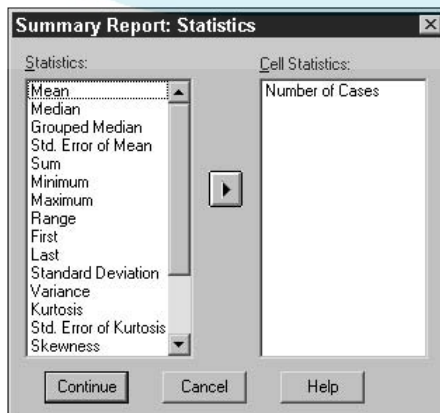 Summary Report: Statistics
Statistics:
Mean
Median
Grouped Median
Std. Error of Mean
Sum
Minimum
Maximum
Range
First
Last
Standard Deviation
Variance
Kurtosis
Std. Error of Kurtosis
Skewness
Cell Statistics:
Number of Cases
Continue
Cancel
Help